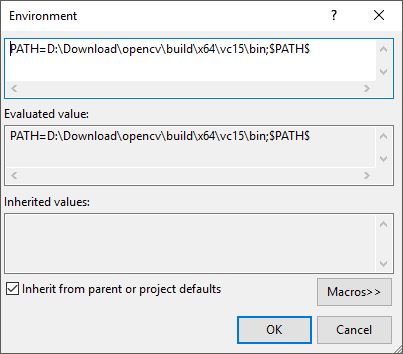 Environment
PATH=D:\Download\opencv\build\x64\vc15\bin;$PATH$
Evaluated value:
PATH=D:\Download\opencv\build\x64\vc15\bin;$PATH$
Inherited values:
Inherit from parent or project defaults
Macros>>
OK
Cancel